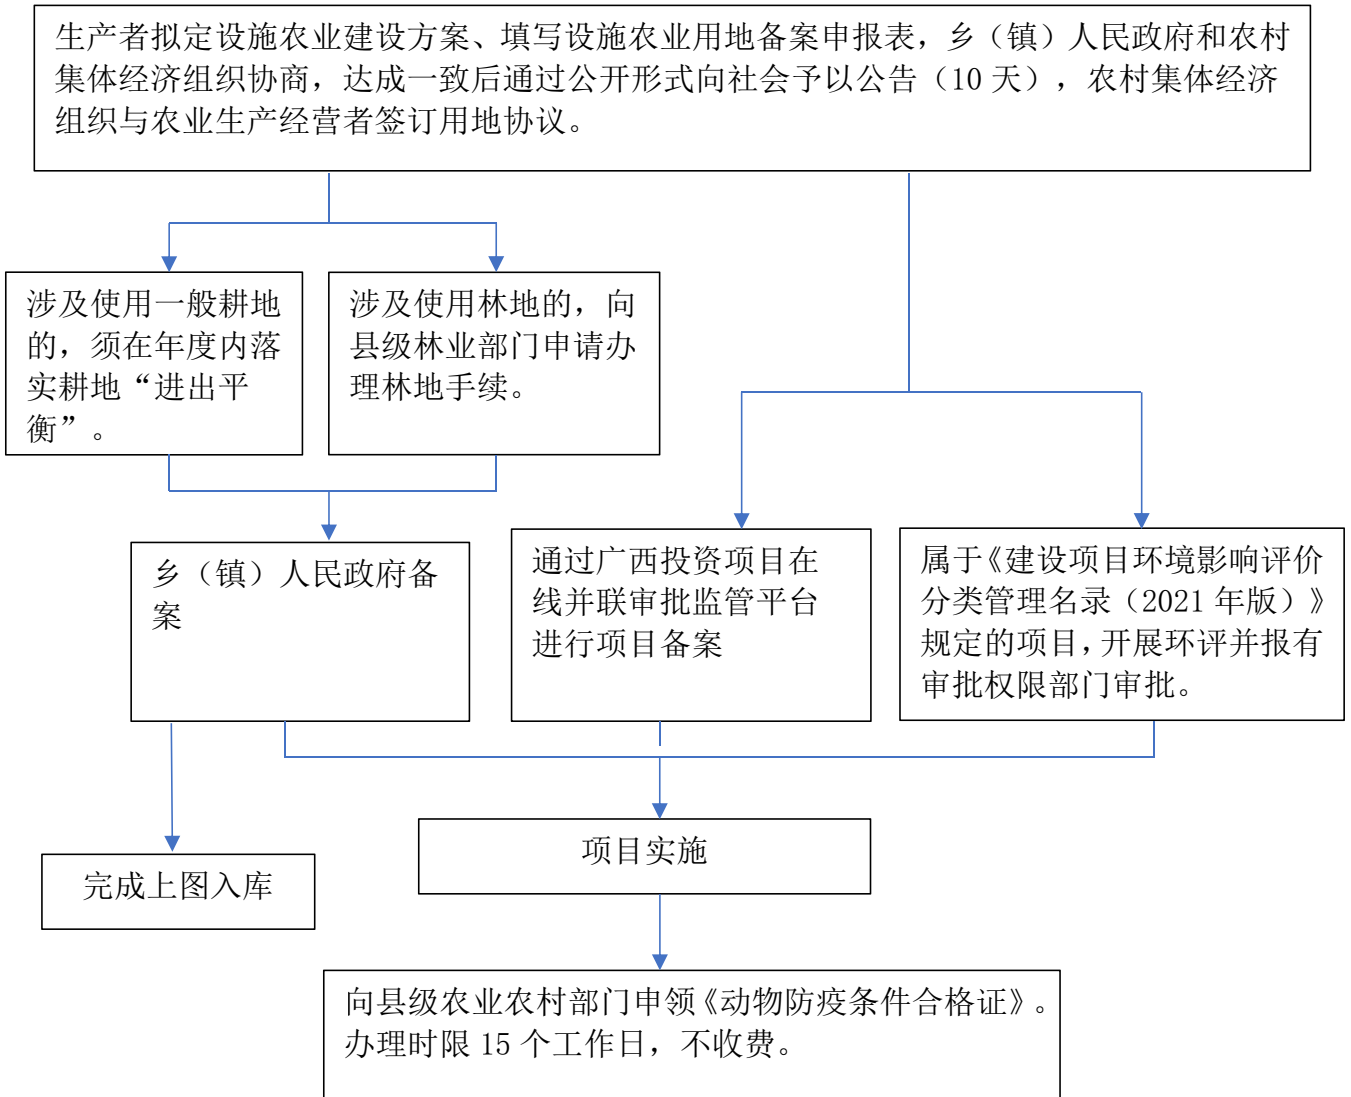 生产者拟定设施农业建设方案、填写设施农业用地备案申报表，乡（镇）人民政府和农村
集体经济组织协商，达成一致后通过公开形式向社会予以公告（10 天），农村集体经济
组织与农业生产经营者签订用地协议。
涉及使用一般耕地
的，须在年度内落
实耕地“进出平
衡”。
涉及使用林地的，向
县级林业部门申请办
理林地手续。
乡（镇）人民政府备
案
通过广西投资项目在
线并联审批监管平台
进行项目备案
属于《建设项目环境影响评价
分类管理名录（2021 年版）》
规定的项目，开展环评并报有
审批权限部门审批。
项目实施
完成上图入库
向县级农业农村部门申领《动物防疫条件合格证》。
办理时限 15 个工作日，不收费。